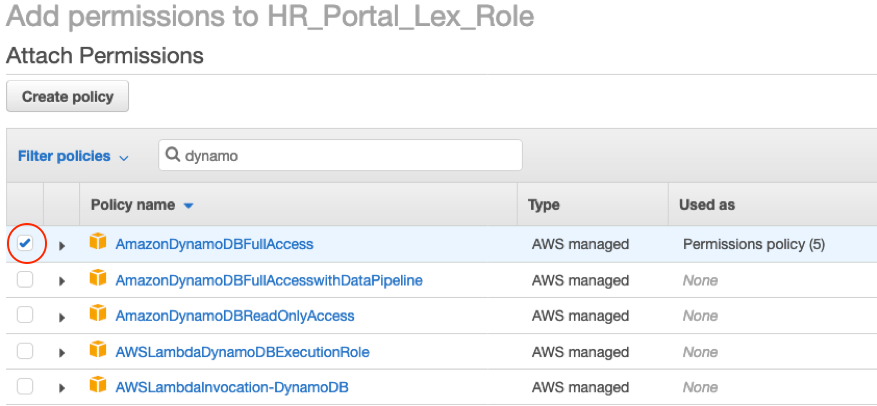 Add permissions to HR_Portal_Lex_Role
Attach Permissions
Create policy
Filter policies dynamo
Policy name Type Used as
AmazonDynamoDBFullAccess AWS managed Permissions policy (5)
AmazonDynamoDBFullAccesswithDataPipeline AWS managed None
AmazonDynamoDBReadOnlyAccess AWS managed None
AWSLambdaDynamoDBExecutionRole AWS managed None
AWSLambdaInvocation-DynamoDB AWS managed None